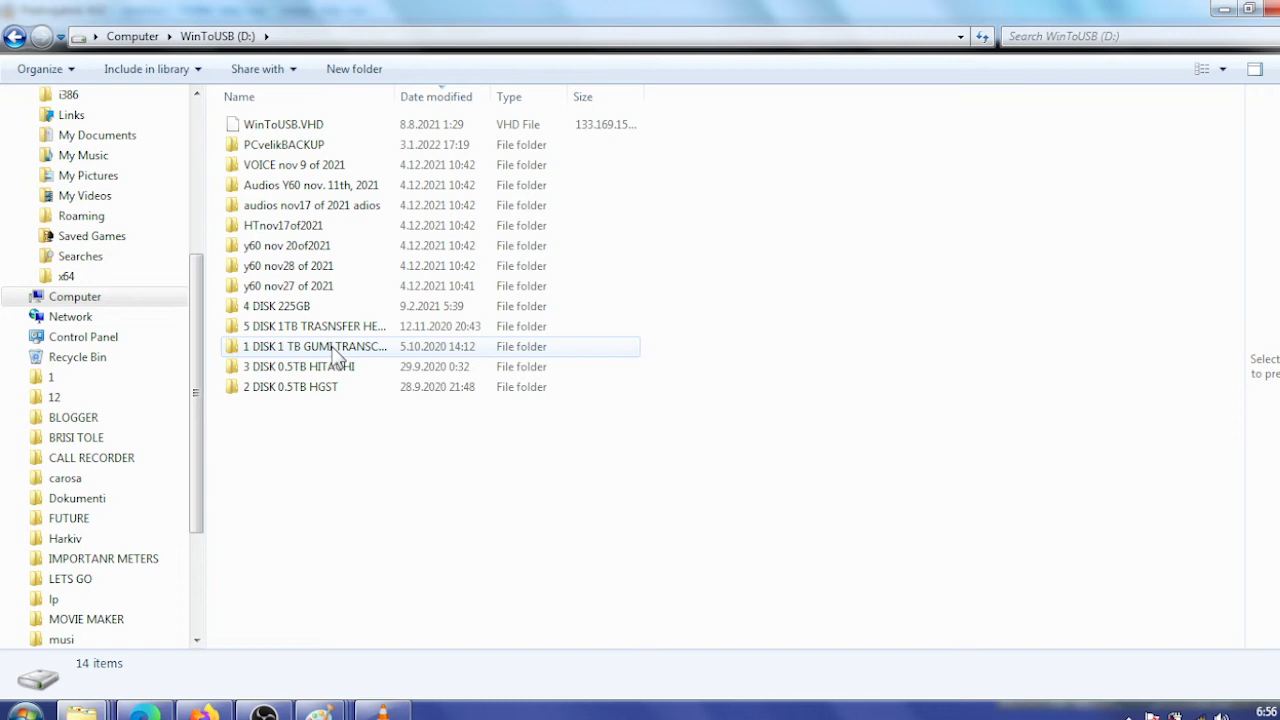 Computer ▸ WinToUSB (D:) ▸
Search WinToUSB (D:)
Organize Include in library Share with New folder
i386
Links
My Documents
My Music
My Pictures
My Videos
Roaming
Saved Games
Searches
x64
Computer
Network
Control Panel
Recycle Bin
1
12
BLOGGER
BRISI TOLE
CALL RECORDER
carosa
Dokumenti
FUTURE
Harkiv
IMPORTANR METERS
LETS GO
lp
MOVIE MAKER
musi
Name Date modified Type Size
WinToUSB.VHD 8.8.2021 1:29 VHD File 133.169.15...
PCvelikBACKUP 3.1.2022 17:19 File folder
VOICE nov 9 of 2021 4.12.2021 10:42 File folder
Audios Y60 nov. 11th, 2021 4.12.2021 10:42 File folder
audios nov17 of 2021 adios 4.12.2021 10:42 File folder
HTnov17of2021 4.12.2021 10:42 File folder
y60 nov 20of2021 4.12.2021 10:42 File folder
y60 nov28 of 2021 4.12.2021 10:42 File folder
y60 nov27 of 2021 4.12.2021 10:41 File folder
4 DISK 225GB 9.2.2021 5:39 File folder
5 DISK 1TB TRASNSFER HE... 12.11.2020 20:43 File folder
1 DISK 1 TB GUMI TRANSC... 5.10.2020 14:12 File folder
3 DISK 0.5TB HITACHI 29.9.2020 0:32 File folder
2 DISK 0.5TB HGST 28.9.2020 21:48 File folder
Select
to pre
14 items
6:56